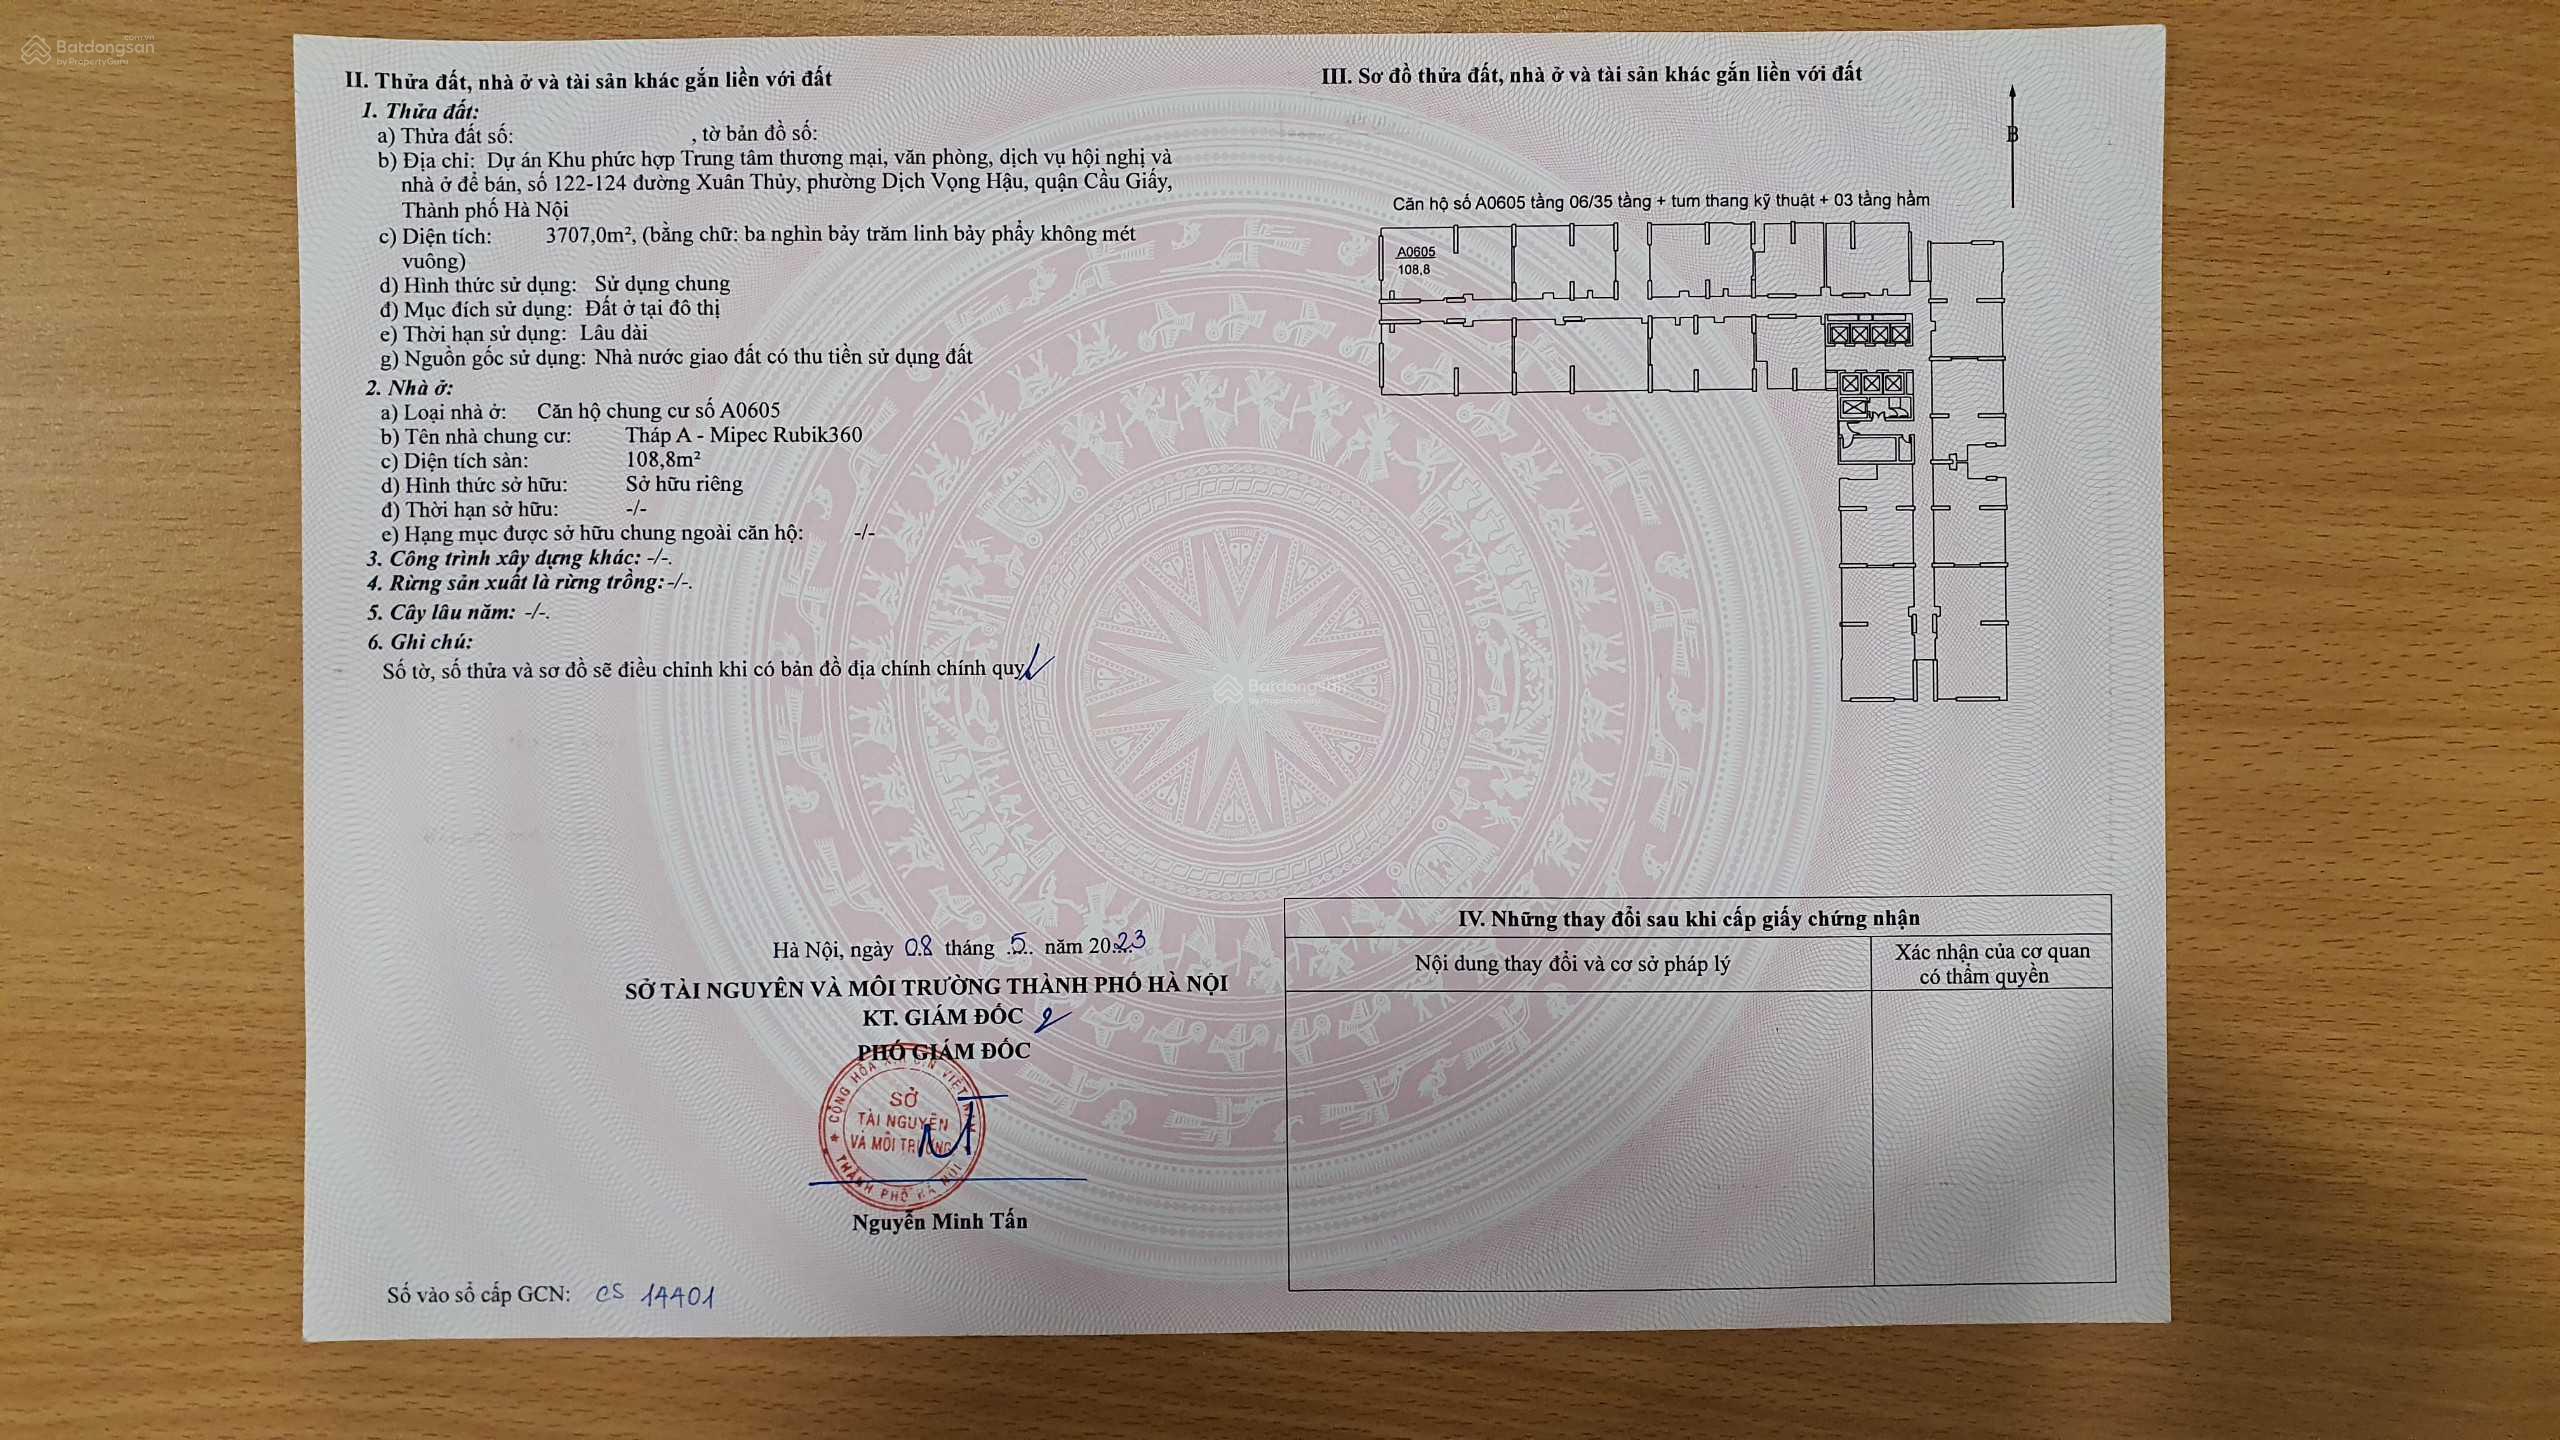 Batdongsan.com.vn
by PropertyGuru
II. Thửa đất, nhà ở và tài sản khác gắn liền với đất
1. Thửa đất:
a) Thửa đất số: , tờ bản đồ số:
b) Địa chỉ: Dự án Khu phức hợp Trung tâm thương mại, văn phòng, dịch vụ hội nghị và
nhà ở để bán, số 122-124 đường Xuân Thủy, phường Dịch Vọng Hậu, quận Cầu Giấy,
Thành phố Hà Nội
c) Diện tích: 3707,0m², (bằng chữ: ba nghìn bảy trăm linh bảy phẩy không mét
vuông)
d) Hình thức sử dụng: Sử dụng chung
đ) Mục đích sử dụng: Đất ở tại đô thị
e) Thời hạn sử dụng: Lâu dài
g) Nguồn gốc sử dụng: Nhà nước giao đất có thu tiền sử dụng đất
2. Nhà ở:
a) Loại nhà ở: Căn hộ chung cư số A0605
b) Tên nhà chung cư: Tháp A - Mipec Rubik360
c) Diện tích sàn: 108,8m²
d) Hình thức sở hữu: Sở hữu riêng
đ) Thời hạn sở hữu: -/-
e) Hạng mục được sở hữu chung ngoài căn hộ: -/-
3. Công trình xây dựng khác: -/-.
4. Rừng sản xuất là rừng trồng: -/-.
5. Cây lâu năm: -/-.
6. Ghi chú:
Số tờ, số thửa và sơ đồ sẽ điều chỉnh khi có bản đồ địa chính chính quy
Hà Nội, ngày 08 tháng 5 năm 2023
SỞ TÀI NGUYÊN VÀ MÔI TRƯỜNG THÀNH PHỐ HÀ NỘI
KT. GIÁM ĐỐC
PHÓ GIÁM ĐỐC
CỘNG HÒA X.H.C.N VIỆT NAM
SỞ
TÀI NGUYÊN
VÀ MÔI TRƯỜNG
THÀNH PHỐ HÀ NỘI
Nguyễn Minh Tấn
Số vào sổ cấp GCN: CS 14401
III. Sơ đồ thửa đất, nhà ở và tài sản khác gắn liền với đất
B
Căn hộ số A0605 tầng 06/35 tầng + tum thang kỹ thuật + 03 tầng hầm
A0605
108,8
Batdongsan
by PropertyGuru
IV. Những thay đổi sau khi cấp giấy chứng nhận
Nội dung thay đổi và cơ sở pháp lý
Xác nhận của cơ quan
có thẩm quyền